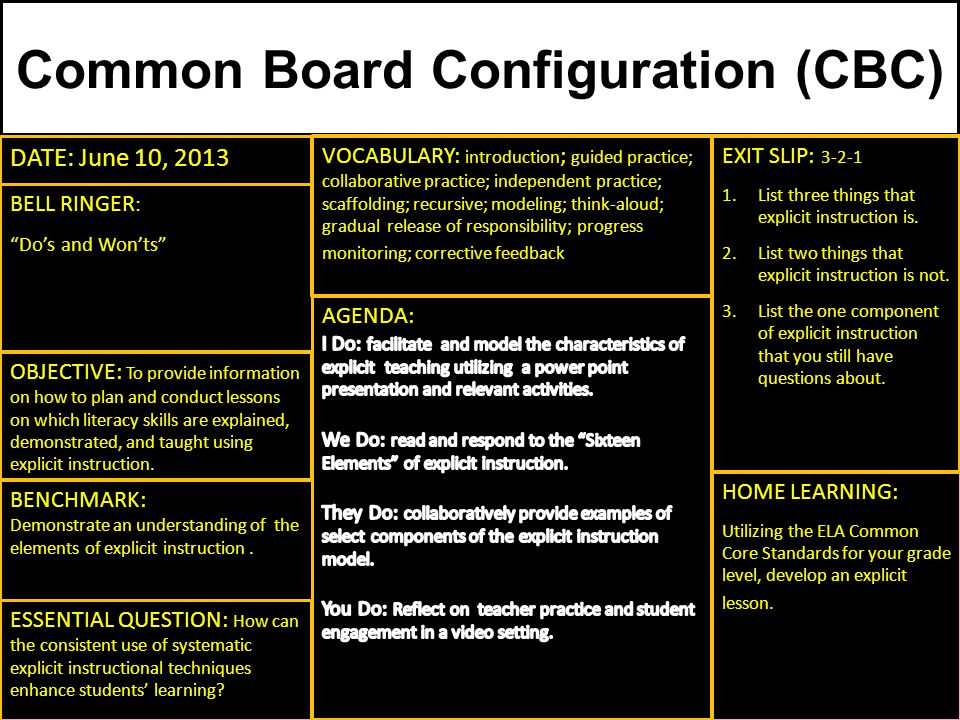 Common Board Configuration (CBC)
DATE: June 10, 2013
BELL RINGER:
“Do’s and Won’ts”
OBJECTIVE: To provide information
on how to plan and conduct lessons
on which literacy skills are explained,
demonstrated, and taught using
explicit instruction.
BENCHMARK:
Demonstrate an understanding of the
elements of explicit instruction .
ESSENTIAL QUESTION: How can
the consistent use of systematic
explicit instructional techniques
enhance students’ learning?
VOCABULARY: introduction; guided practice;
collaborative practice; independent practice;
scaffolding; recursive; modeling; think-aloud;
gradual release of responsibility; progress
monitoring; corrective feedback
AGENDA:
I Do: facilitate and model the characteristics of
explicit teaching utilizing a power point
presentation and relevant activities.
We Do: read and respond to the “Sixteen
Elements” of explicit instruction.
They Do: collaboratively provide examples of
select components of the explicit instruction
model.
You Do: Reflect on teacher practice and student
engagement in a video setting.
EXIT SLIP: 3-2-1
1. List three things that
explicit instruction is.
2. List two things that
explicit instruction is not.
3. List the one component
of explicit instruction
that you still have
questions about.
HOME LEARNING:
Utilizing the ELA Common
Core Standards for your grade
level, develop an explicit
lesson.